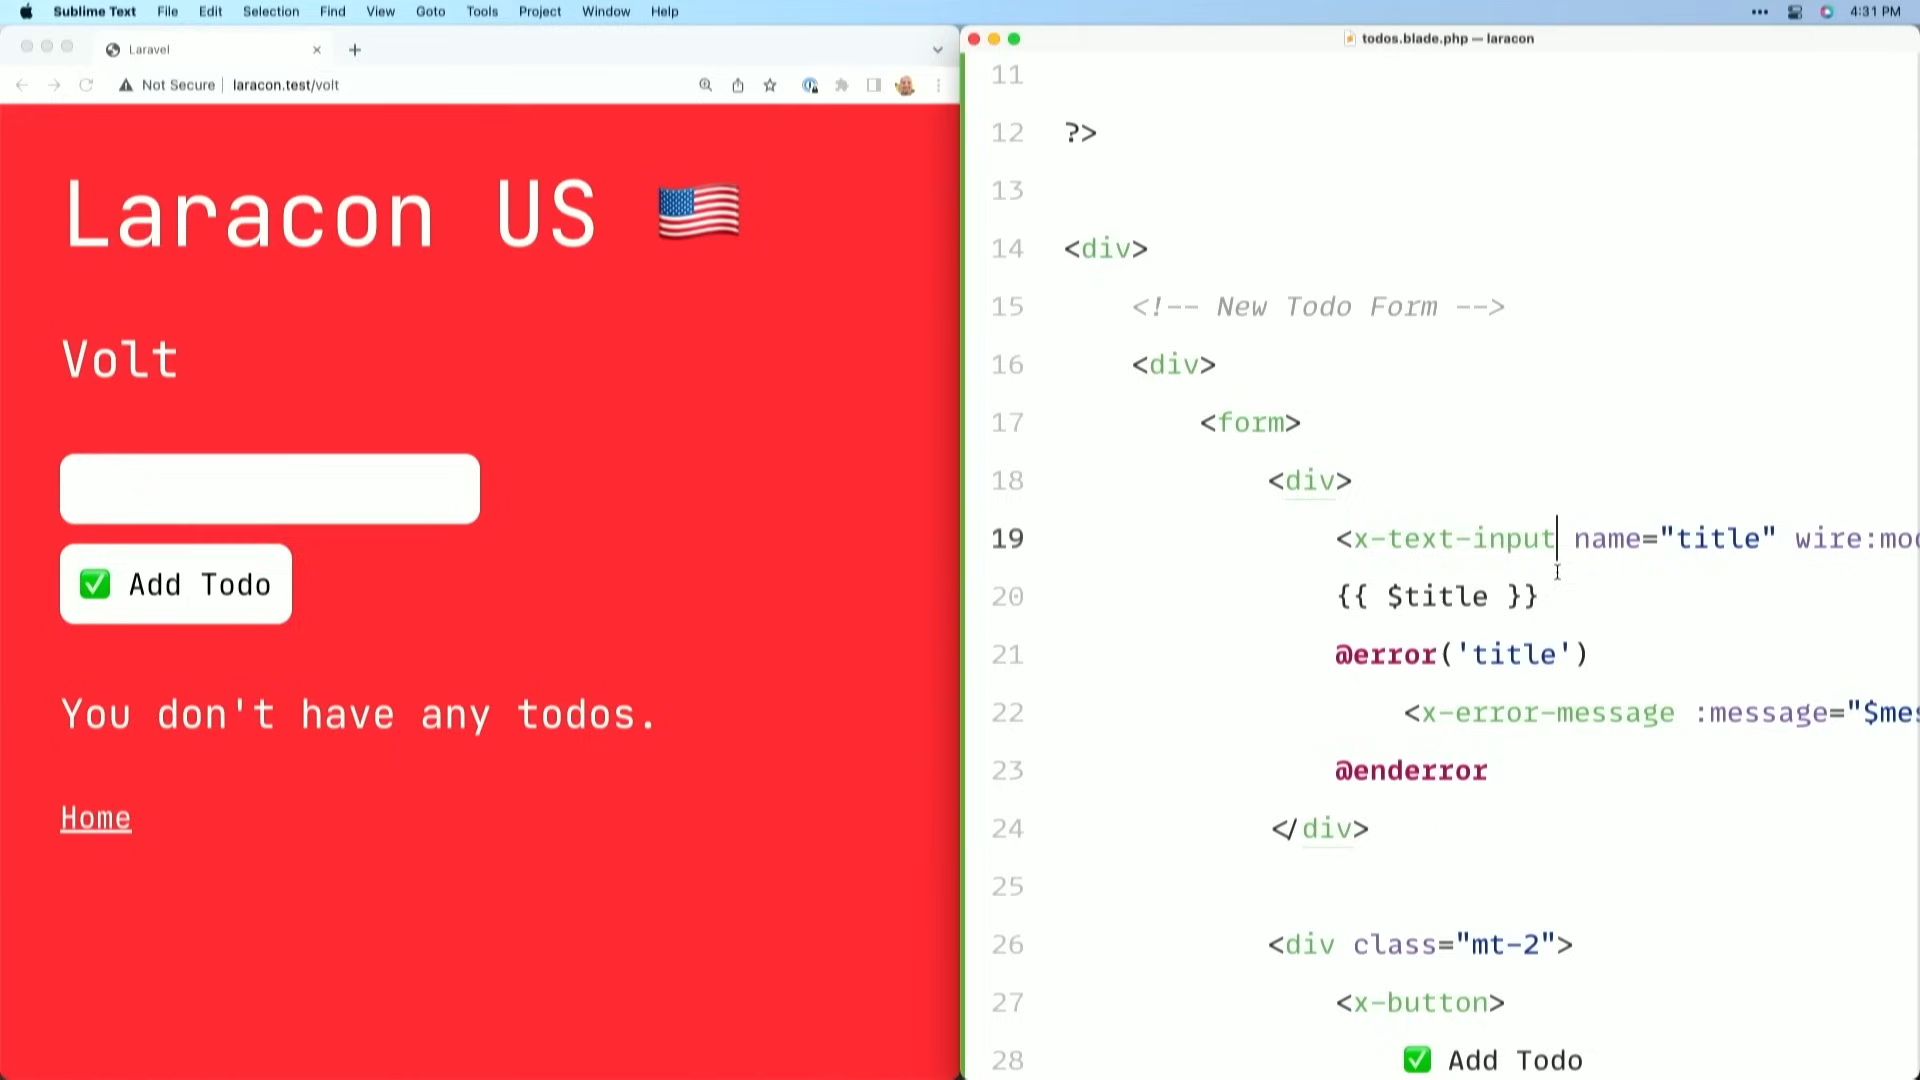 Sublime Text File Edit Selection Find View Goto Tools Project Window Help 4:31 PM
Laravel
Not Secure laracon.test/volt
Laracon US 🇺🇸
Volt
✅ Add Todo
You don't have any todos.
Home
todos.blade.php — laracon
11
12 ?>
13
14 <div>
15 <!-- New Todo Form -->
16 <div>
17 <form>
18 <div>
19 <x-text-input name="title" wire:mo
20 {{ $title }}
21 @error('title')
22 <x-error-message :message="$mes
23 @enderror
24 </div>
25
26 <div class="mt-2">
27 <x-button>
28 ✅ Add Todo